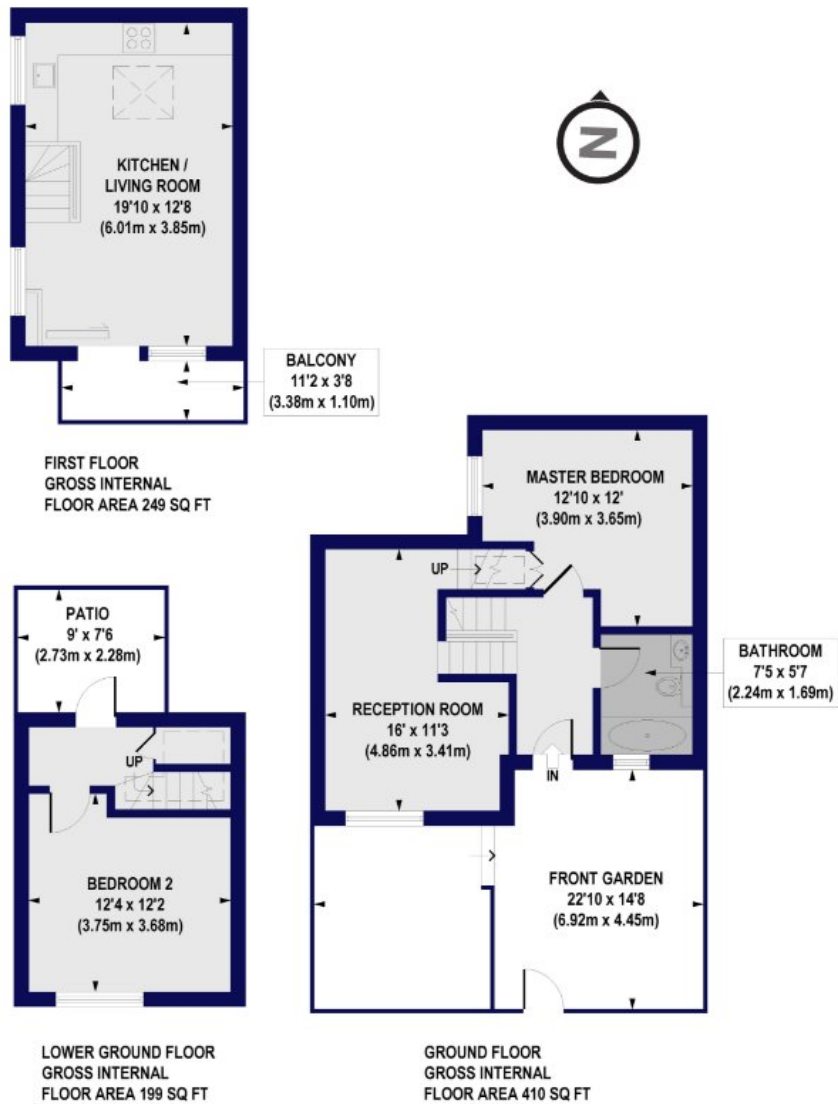 KITCHEN /
LIVING ROOM
19'10 x 12'8
(6.01m x 3.85m)
N
BALCONY
11'2 x 3'8
(3.38m x 1.10m)
FIRST FLOOR
GROSS INTERNAL
FLOOR AREA 249 SQ FT
MASTER BEDROOM
12'10 x 12'
(3.90m x 3.65m)
UP
PATIO
9' x 7'6
(2.73m x 2.28m)
BATHROOM
7'5 x 5'7
(2.24m x 1.69m)
RECEPTION ROOM
16' x 11'3
(4.86m x 3.41m)
UP
IN
BEDROOM 2
12'4 x 12'2
(3.75m x 3.68m)
FRONT GARDEN
22'10 x 14'8
(6.92m x 4.45m)
LOWER GROUND FLOOR
GROSS INTERNAL
FLOOR AREA 199 SQ FT
GROUND FLOOR
GROSS INTERNAL
FLOOR AREA 410 SQ FT